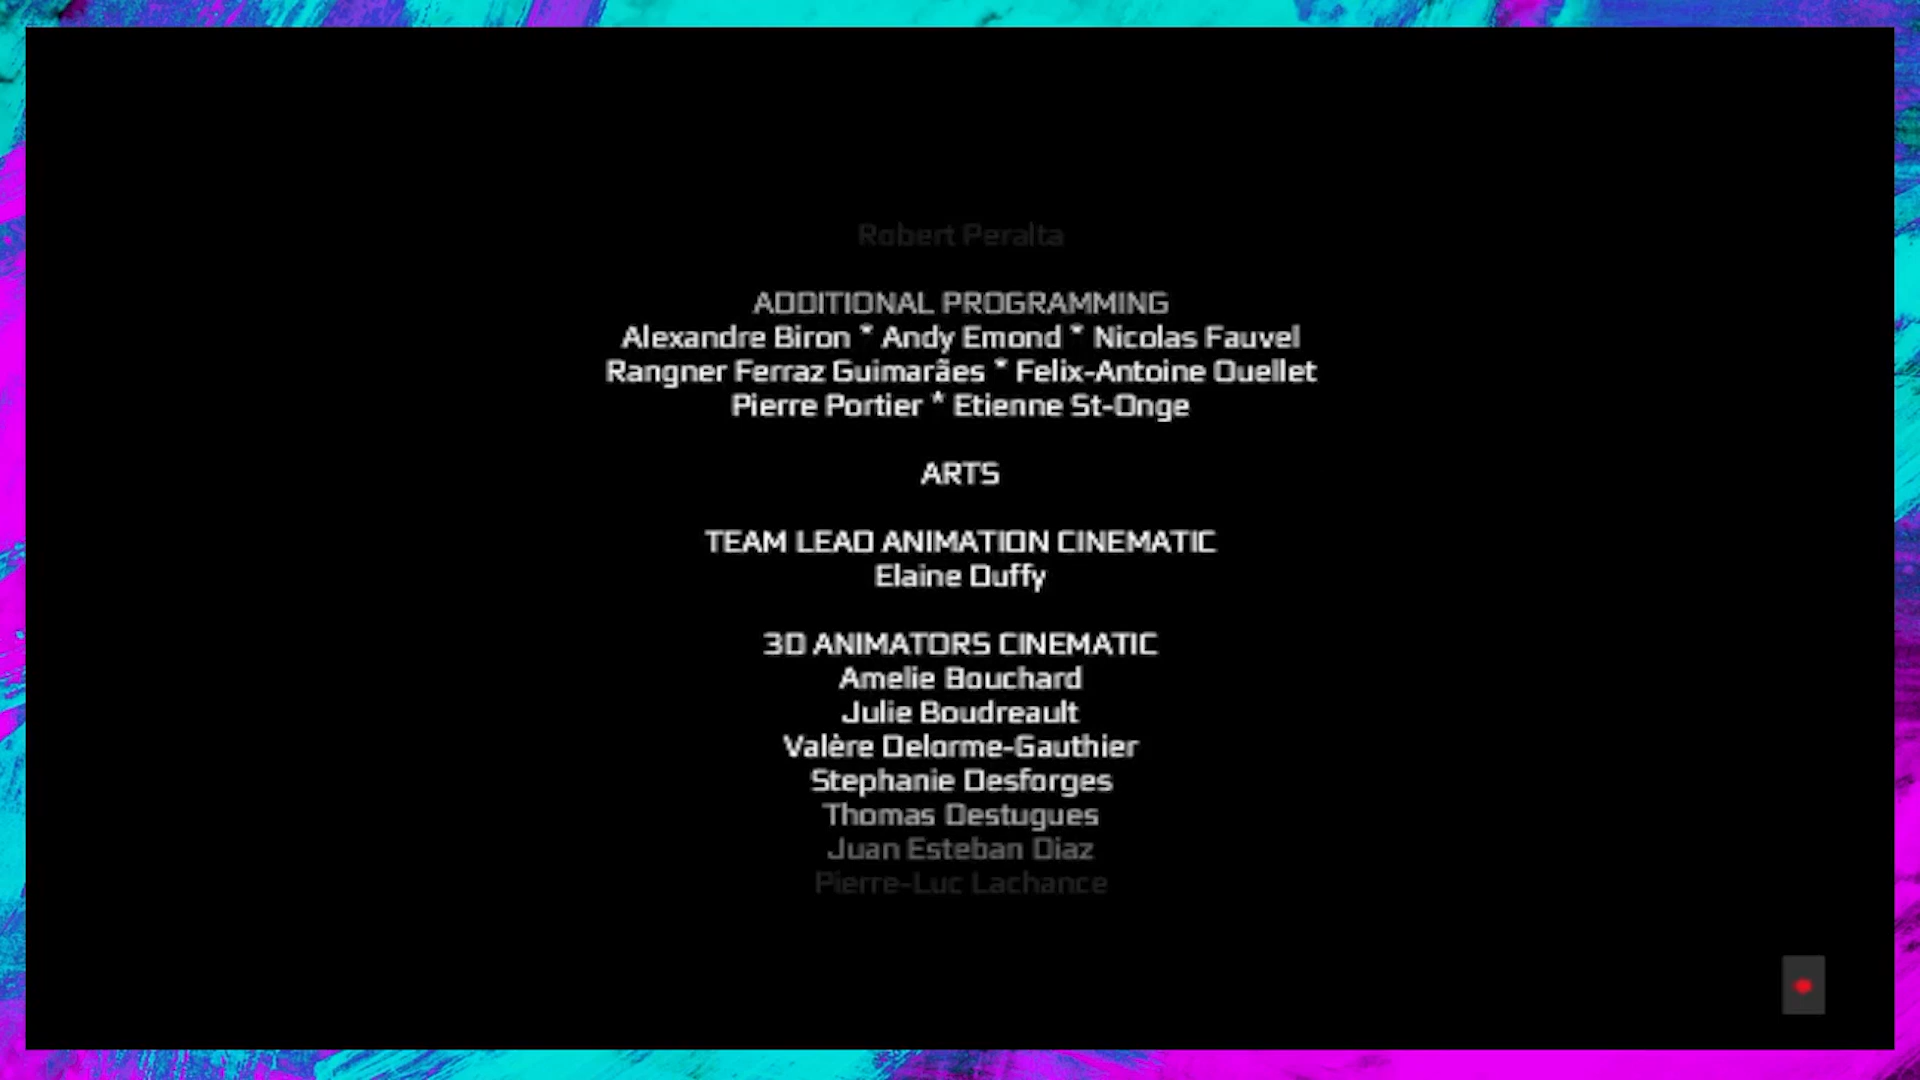 Robert Peralta
ADDITIONAL PROGRAMMING
Alexandre Biron * Andy Emond * Nicolas Fauvel
Rangner Ferraz Guimarães * Felix-Antoine Ouellet
Pierre Portier * Etienne St-Onge
ARTS
TEAM LEAD ANIMATION CINEMATIC
Elaine Duffy
3D ANIMATORS CINEMATIC
Amelie Bouchard
Julie Boudreault
Valère Delorme-Gauthier
Stephanie Desforges
Thomas Destugues
Juan Esteban Diaz
Pierre-Luc Lachance